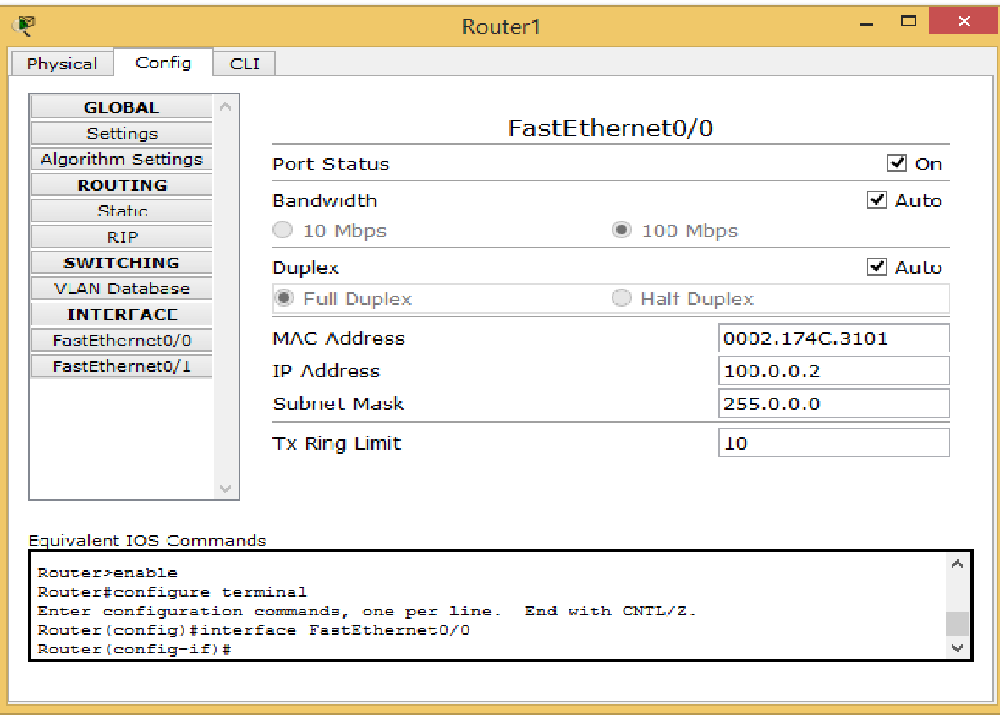 Router1
Physical Config CLI
GLOBAL
Settings
Algorithm Settings
ROUTING
Static
RIP
SWITCHING
VLAN Database
INTERFACE
FastEthernet0/0
FastEthernet0/1
FastEthernet0/0
Port Status On
Bandwidth Auto
10 Mbps 100 Mbps
Duplex Auto
Full Duplex Half Duplex
MAC Address 0002.174C.3101
IP Address 100.0.0.2
Subnet Mask 255.0.0.0
Tx Ring Limit 10
Equivalent IOS Commands
Router>enable
Router#configure terminal
Enter configuration commands, one per line. End with CNTL/Z.
Router(config)#interface FastEthernet0/0
Router(config-if)#